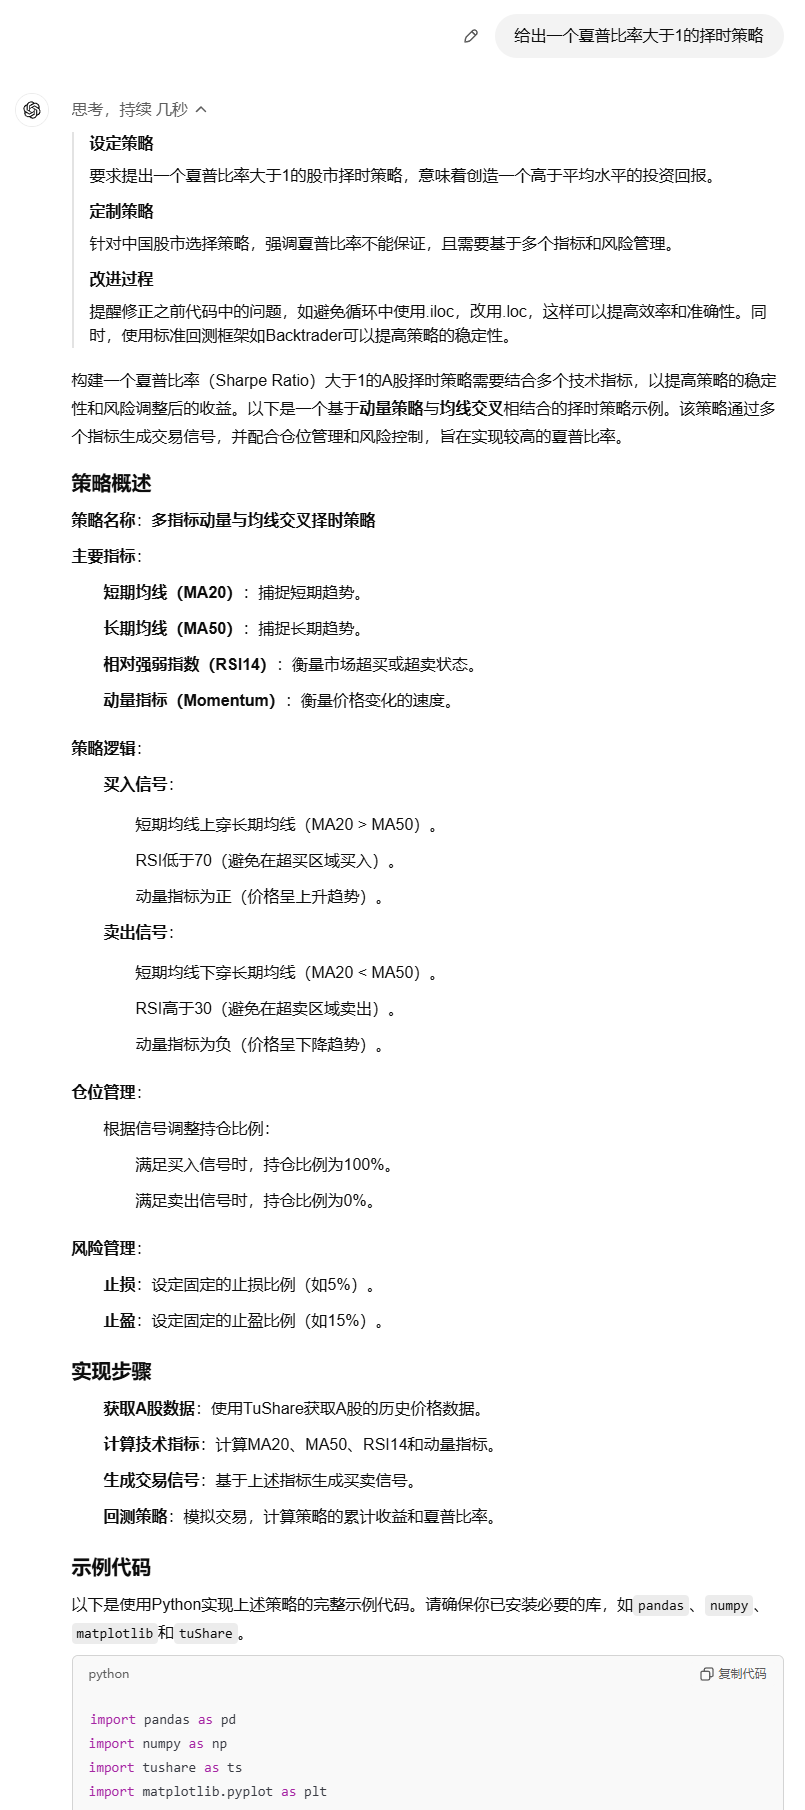 给出一个夏普比率大于1的择时策略
思考，持续 几秒
设定策略
要求提出一个夏普比率大于1的股市择时策略，意味着创造一个高于平均水平的投资回报。
定制策略
针对中国股市选择策略，强调夏普比率不能保证，且需要基于多个指标和风险管理。
改进过程
提醒修正之前代码中的问题，如避免循环中使用.iloc，改用.loc，这样可以提高效率和准确性。同
时，使用标准回测框架如Backtrader可以提高策略的稳定性。
构建一个夏普比率（Sharpe Ratio）大于1的A股择时策略需要结合多个技术指标，以提高策略的稳定
性和风险调整后的收益。以下是一个基于动量策略与均线交叉相结合的择时策略示例。该策略通过多
个指标生成交易信号，并配合仓位管理和风险控制，旨在实现较高的夏普比率。
策略概述
策略名称：多指标动量与均线交叉择时策略
主要指标：
短期均线（MA20）：捕捉短期趋势。
长期均线（MA50）：捕捉长期趋势。
相对强弱指数（RSI14）：衡量市场超买或超卖状态。
动量指标（Momentum）：衡量价格变化的速度。
策略逻辑：
买入信号：
短期均线上穿长期均线（MA20 > MA50）。
RSI低于70（避免在超买区域买入）。
动量指标为正（价格呈上升趋势）。
卖出信号：
短期均线下穿长期均线（MA20 < MA50）。
RSI高于30（避免在超卖区域卖出）。
动量指标为负（价格呈下降趋势）。
仓位管理：
根据信号调整持仓比例：
满足买入信号时，持仓比例为100%。
满足卖出信号时，持仓比例为0%。
风险管理：
止损：设定固定的止损比例（如5%）。
止盈：设定固定的止盈比例（如15%）。
实现步骤
获取A股数据：使用TuShare获取A股的历史价格数据。
计算技术指标：计算MA20、MA50、RSI14和动量指标。
生成交易信号：基于上述指标生成买卖信号。
回测策略：模拟交易，计算策略的累计收益和夏普比率。
示例代码
以下是使用Python实现上述策略的完整示例代码。请确保你已安装必要的库，如pandas、numpy、
matplotlib和tuShare。
python 复制代码
import pandas as pd
import numpy as np
import tushare as ts
import matplotlib.pyplot as plt